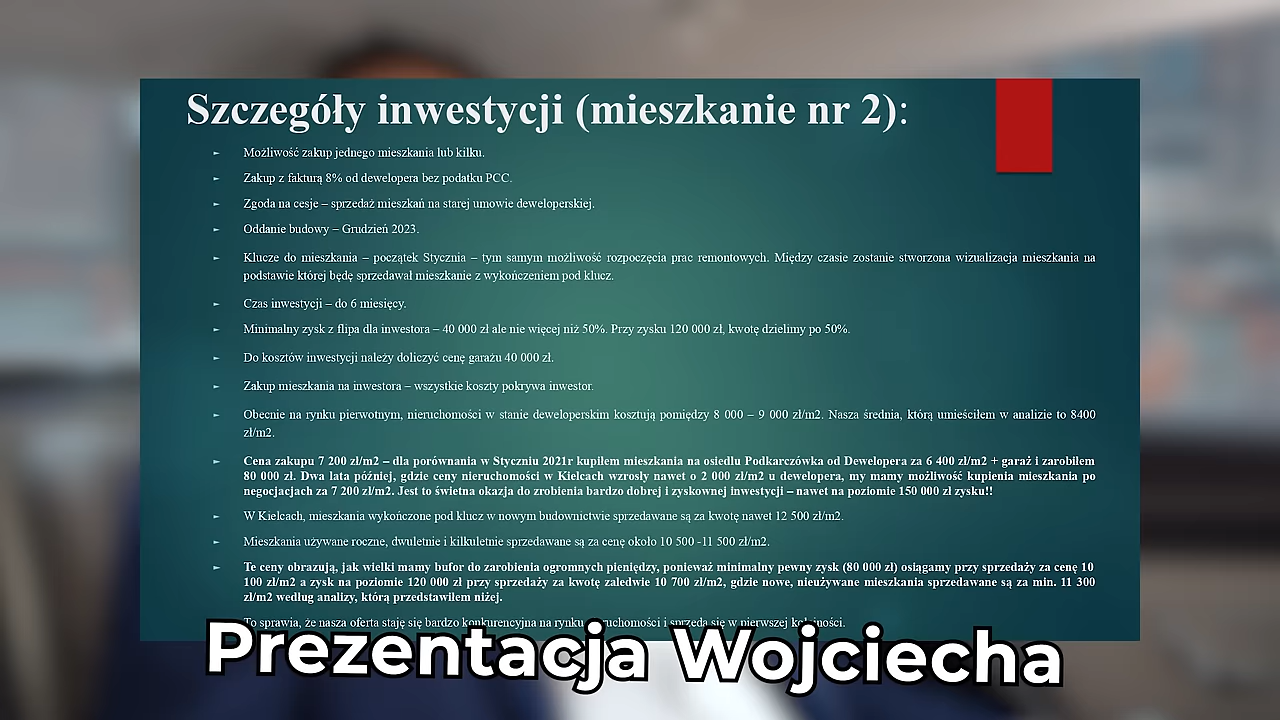 Szczegóły inwestycji (mieszkanie nr 2):
Możliwość zakup jednego mieszkania lub kilku.
Zakup z fakturą 8% od dewelopera bez podatku PCC.
Zgoda na cesje – sprzedaż mieszkań na starej umowie deweloperskiej.
Oddanie budowy – Grudzień 2023.
Klucze do mieszkania – początek Stycznia – tym samym możliwość rozpoczęcia prac remontowych. Między czasie zostanie stworzona wizualizacja mieszkania na
podstawie której będę sprzedawał mieszkanie z wykończeniem pod klucz.
Czas inwestycji – do 6 miesięcy.
Minimalny zysk z flipa dla inwestora – 40 000 zł ale nie więcej niż 50%. Przy zysku 120 000 zł, kwotę dzielimy po 50%.
Do kosztów inwestycji należy doliczyć cenę garażu 40 000 zł.
Zakup mieszkania na inwestora – wszystkie koszty pokrywa inwestor.
Obecnie na rynku pierwotnym, nieruchomości w stanie deweloperskim kosztują pomiędzy 8 000 – 9 000 zł/m2. Nasza średnia, którą umieściłem w analizie to 8400
zł/m2.
Cena zakupu 7 200 zł/m2 – dla porównania w Styczniu 2021r kupiłem mieszkania na osiedlu Podkarczówka od Dewelopera za 6 400 zł/m2 + garaż i zarobiłem
80 000 zł. Dwa lata później, gdzie ceny nieruchomości w Kielcach wzrosły nawet o 2 000 zł/m2 u dewelopera, my mamy możliwość kupienia mieszkania po
negocjacjach za 7 200 zł/m2. Jest to świetna okazja do zrobienia bardzo dobrej i zyskownej inwestycji – nawet na poziomie 150 000 zł zysku!!
W Kielcach, mieszkania wykończone pod klucz w nowym budownictwie sprzedawane są za kwotę nawet 12 500 zł/m2.
Mieszkania używane roczne, dwuletnie i kilkuletnie sprzedawane są za cenę około 10 500 -11 500 zł/m2.
Te ceny obrazują, jak wielki mamy bufor do zarobienia ogromnych pieniędzy, ponieważ minimalny pewny zysk (80 000 zł) osiągamy przy sprzedaży za cenę 10
100 zł/m2 a zysk na poziomie 120 000 zł przy sprzedaży za kwotę zaledwie 10 700 zł/m2, gdzie nowe, nieużywane mieszkania sprzedawane są za min. 11 300
zł/m2 według analizy, którą przedstawiłem niżej.
To sprawia, że nasza oferta staję się bardzo konkurencyjna na rynku i sprzeda się w pierwszej
Prezentacja Wojciecha